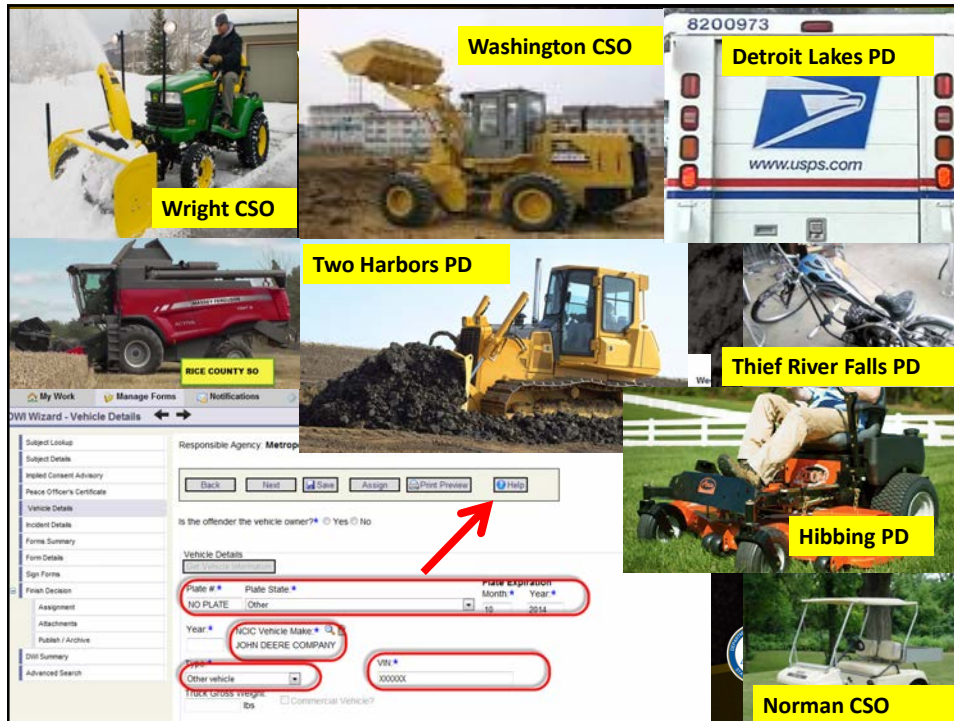 Washington CSO
8200973
Detroit Lakes PD
www.usps.com
Wright CSO
Two Harbors PD
MASSEY FERGUSON
RICE COUNTY SO
Thief River Falls PD
My Work
Manage Forms
Notifications
DWI Wizard - Vehicle Details
Subject Lookup
Subject Details
Implied Consent Advisory
Peace Officer's Certificate
Vehicle Details
Incident Details
Forms Summary
Form Details
Sign Forms
Finish Decision
Assignment
Attachments
Publish / Archive
DWI Summary
Advanced Search
Responsible Agency: Metropo
Back Next Save Assign Print Preview Help
Is the offender the vehicle owner?* Yes No
Vehicle Details
Get Vehicle Information
Plate Expiration
Plate #:* Plate State:* Month:* Year:*
NO PLATE Other 10 2014
Year:* NCIC Vehicle Make:*
JOHN DEERE COMPANY
Type:* VIN:*
Other vehicle XXXXXX
Truck Gross Weight:
lbs Commercial Vehicle?
Hibbing PD
Norman CSO